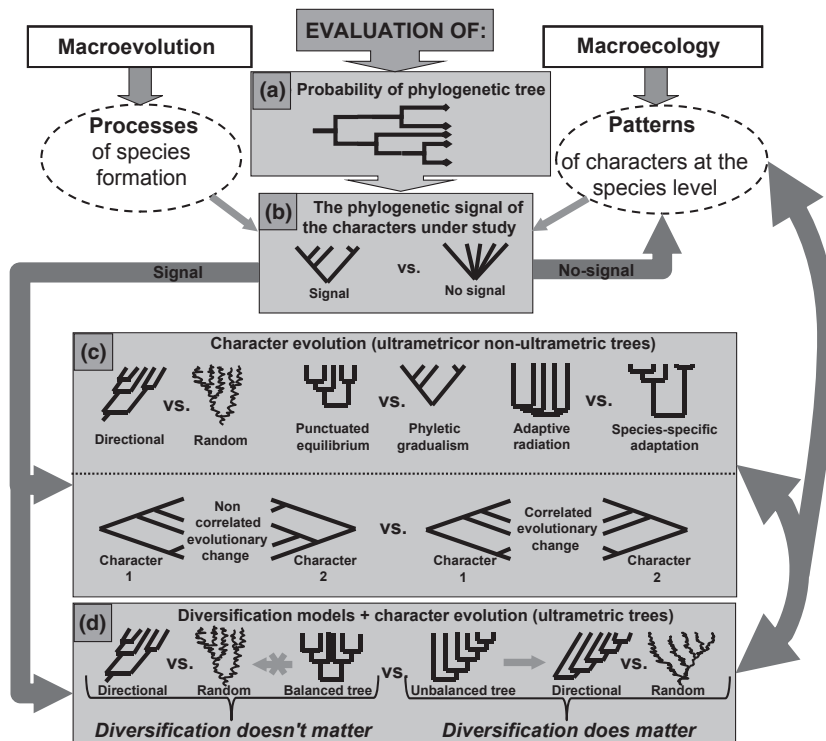 EVALUATION OF:
Macroevolution
Macroecology
(a)
Probability of phylogenetic tree
Processes
of species
formation
Patterns
of characters at the
species level
(b)
The phylogenetic signal of
the characters under study
vs.
Signal
No signal
Signal
No-signal
(c)
Character evolution (ultrametricor non-ultrametric trees)
vs.
vs.
vs.
Directional
Random
Punctuated
equilibrium
Phyletic
gradualism
Adaptive
radiation
Species-specific
adaptation
Non
correlated
evolutionary
change
Character
1
Character
2
vs.
Correlated
evolutionary
change
Character
1
Character
2
(d)
Diversification models + character evolution (ultrametric trees)
vs.
vs.
vs.
Directional
Random
Balanced tree
Unbalanced tree
Directional
Random
Diversification doesn't matter
Diversification does matter